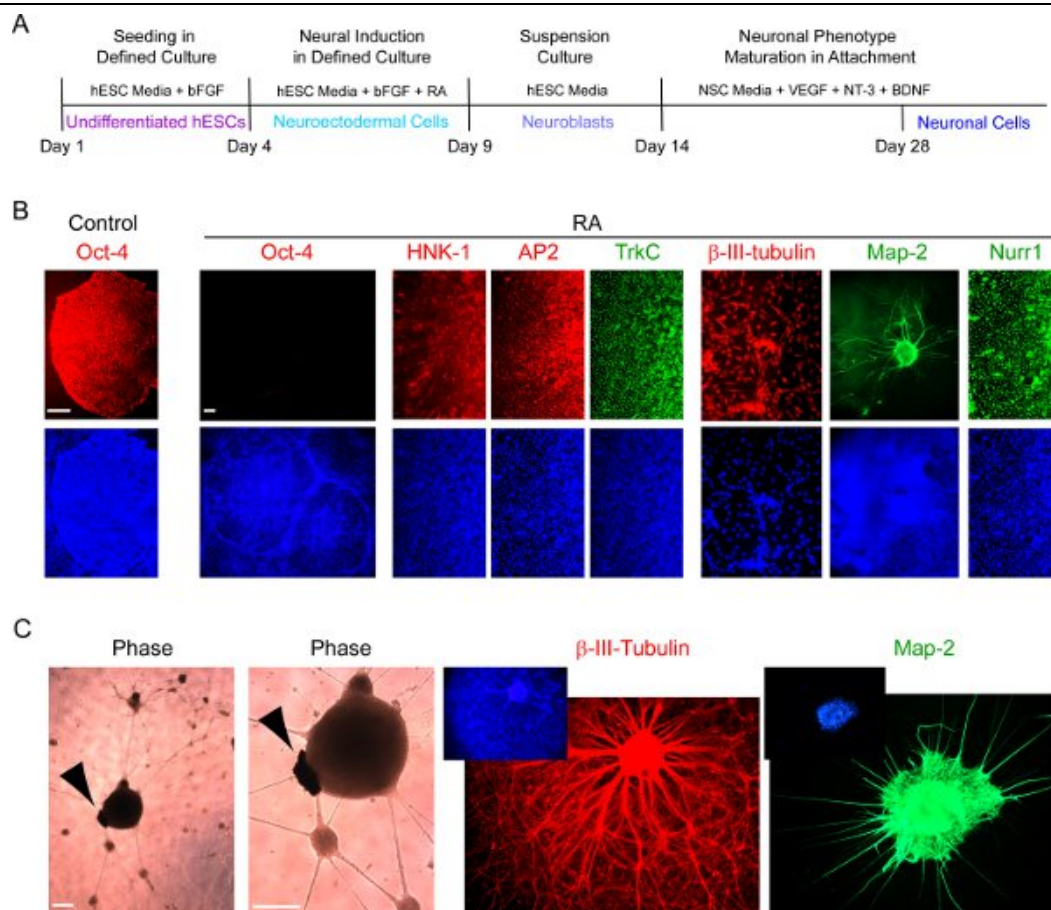 A
Seeding in
Defined Culture
Neural Induction
in Defined Culture
Suspension
Culture
Neuronal Phenotype
Maturation in Attachment
hESC Media + bFGF
hESC Media + bFGF + RA
hESC Media
NSC Media + VEGF + NT-3 + BDNF
Undifferentiated hESCs
Neuroectodermal Cells
Neuroblasts
Neuronal Cells
Day 1
Day 4
Day 9
Day 14
Day 28
B
Control
RA
Oct-4
Oct-4
HNK-1
AP2
TrkC
β-III-tubulin
Map-2
Nurr1
C
Phase
Phase
β-III-Tubulin
Map-2